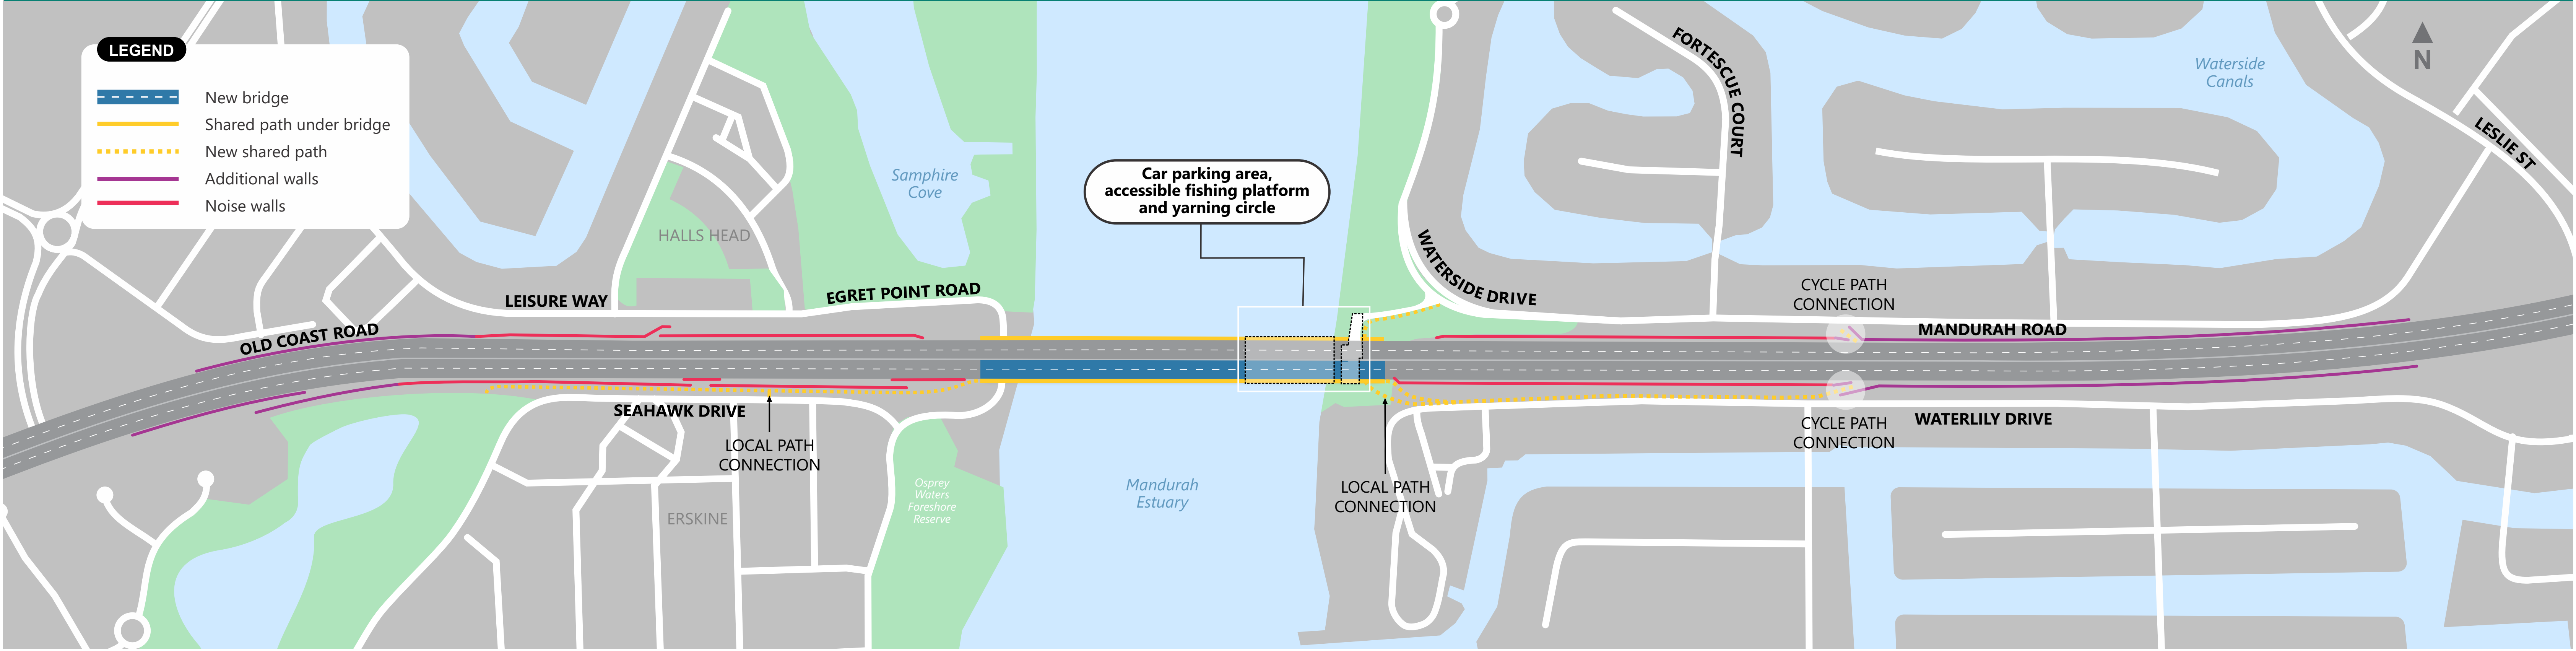 LEGEND
New bridge
Shared path under bridge
New shared path
Additional walls
Noise walls
HALLS HEAD
LEISURE WAY
EGRET POINT ROAD
OLD COAST ROAD
SEAHAWK DRIVE
LOCAL PATH
CONNECTION
ERSKINE
Samphire
Cove
Osprey
Waters
Foreshore
Reserve
Car parking area,
accessible fishing platform
and yarning circle
Mandurah
Estuary
LOCAL PATH
CONNECTION
WATERSIDE DRIVE
FORTESCUE COURT
CYCLE PATH
CONNECTION
MANDURAH ROAD
CYCLE PATH
CONNECTION
WATERLILY DRIVE
Waterside
Canals
N
LESLIE ST